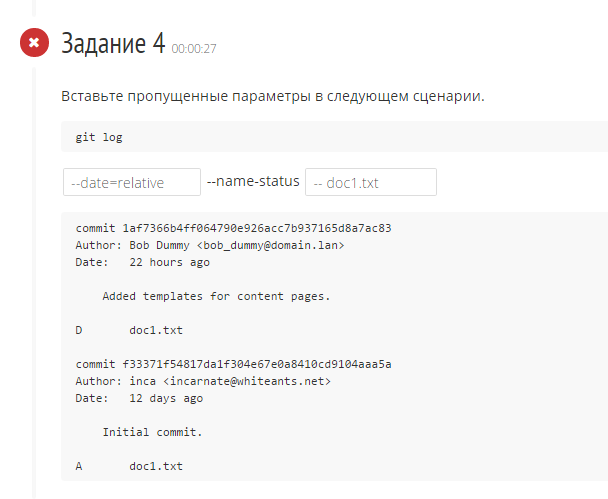 Задание 4 00:00:27
Вставьте пропущенные параметры в следующем сценарии.
git log
--date=relative --name-status -- doc1.txt
commit 1af7366b4ff064790e926acc7b937165d8a7ac83
Author: Bob Dummy <bob_dummy@domain.lan>
Date:   22 hours ago
Added templates for content pages.
D       doc1.txt
commit f33371f54817da1f304e67e0a8410cd9104aaa5a
Author: inca <incarnate@whiteants.net>
Date:   12 days ago
Initial commit.
A       doc1.txt